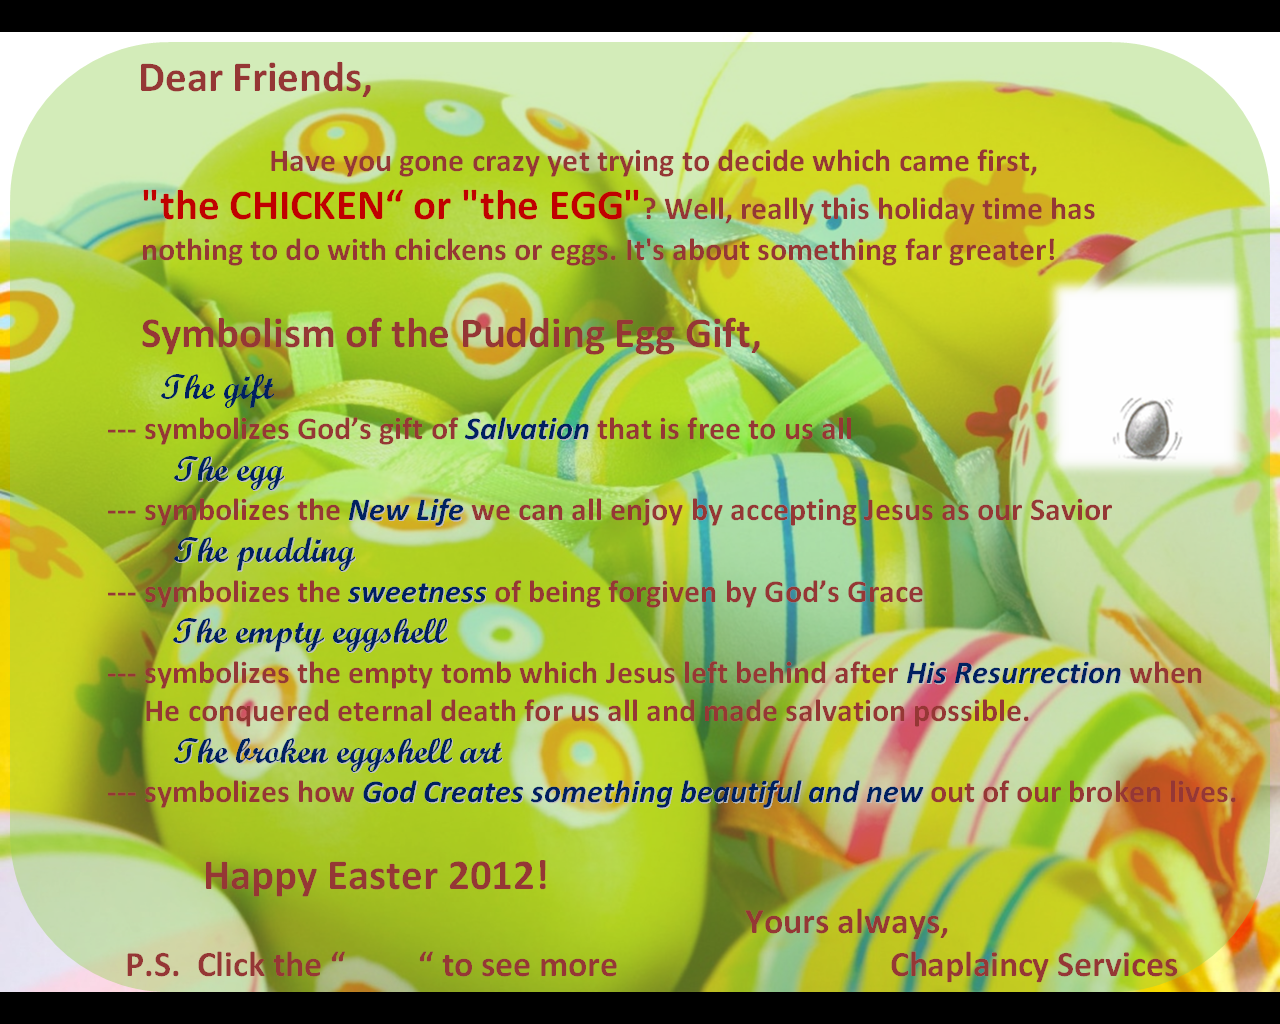 Dear Friends,
Have you gone crazy yet trying to decide which came first,
"the CHICKEN“ or "the EGG"? Well, really this holiday time has
nothing to do with chickens or eggs. It's about something far greater!
Symbolism of the Pudding Egg Gift,
The gift
--- symbolizes God’s gift of Salvation that is free to us all
The egg
--- symbolizes the New Life we can all enjoy by accepting Jesus as our Savior
The pudding
--- symbolizes the sweetness of being forgiven by God’s Grace
The empty eggshell
--- symbolizes the empty tomb which Jesus left behind after His Resurrection when
He conquered eternal death for us all and made salvation possible.
The broken eggshell art
--- symbolizes how God Creates something beautiful and new out of our broken lives.
Happy Easter 2012!
Yours always,
P.S. Click the “ “ to see more
Chaplaincy Services